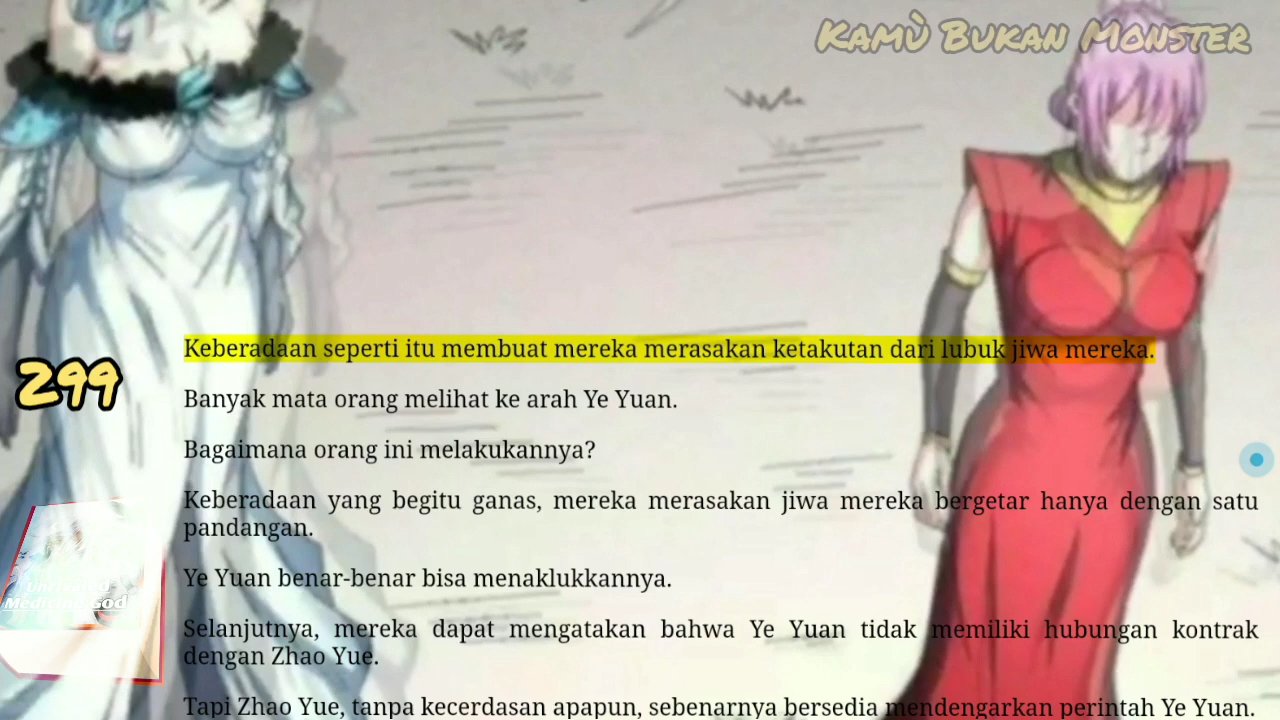 Kamù Bukan Monster
Keberadaan seperti itu membuat mereka merasakan ketakutan dari lubuk jiwa mereka.
299
Banyak mata orang melihat ke arah Ye Yuan.
Bagaimana orang ini melakukannya?
Keberadaan yang begitu ganas, mereka merasakan jiwa mereka bergetar hanya dengan satu
pandangan.
Ye Yuan benar-benar bisa menaklukkannya.
Medicine God
Selanjutnya, mereka dapat mengatakan bahwa Ye Yuan tidak memiliki hubungan kontrak
dengan Zhao Yue.
Tapi Zhao Yue, tanpa kecerdasan apapun, sebenarnya bersedia mendengarkan perintah Ye Yuan.